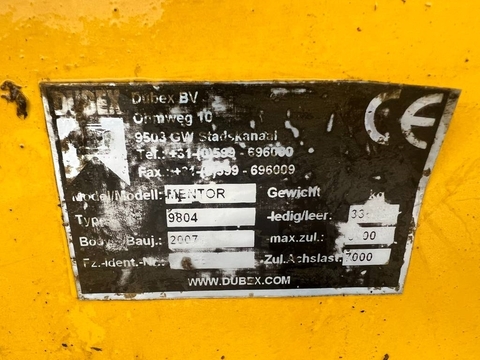 DUBEX Dubex BV
Ohmweg 10
9503 GW Stadskanaal
Tel.: +31-(0)599 - 696000
Fax : +31-(0)599 - 696009
CE
Model/Modell: MENTOR Gewicht kg
Type 9804 ledig/leer:
Bouwj./Bauj.: 2007 max.zul.:
Fz.-Ident.-Nr. Zul.Achslast 7000
WWW.DUBEX.COM